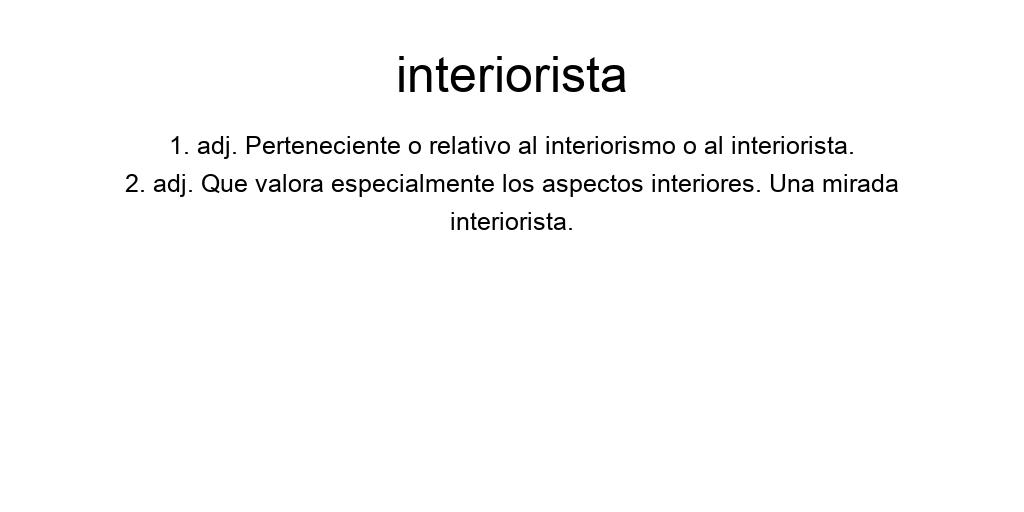 interiorista
1. adj. Perteneciente o relativo al interiorismo o al interiorista.
2. adj. Que valora especialmente los aspectos interiores. Una mirada
interiorista.